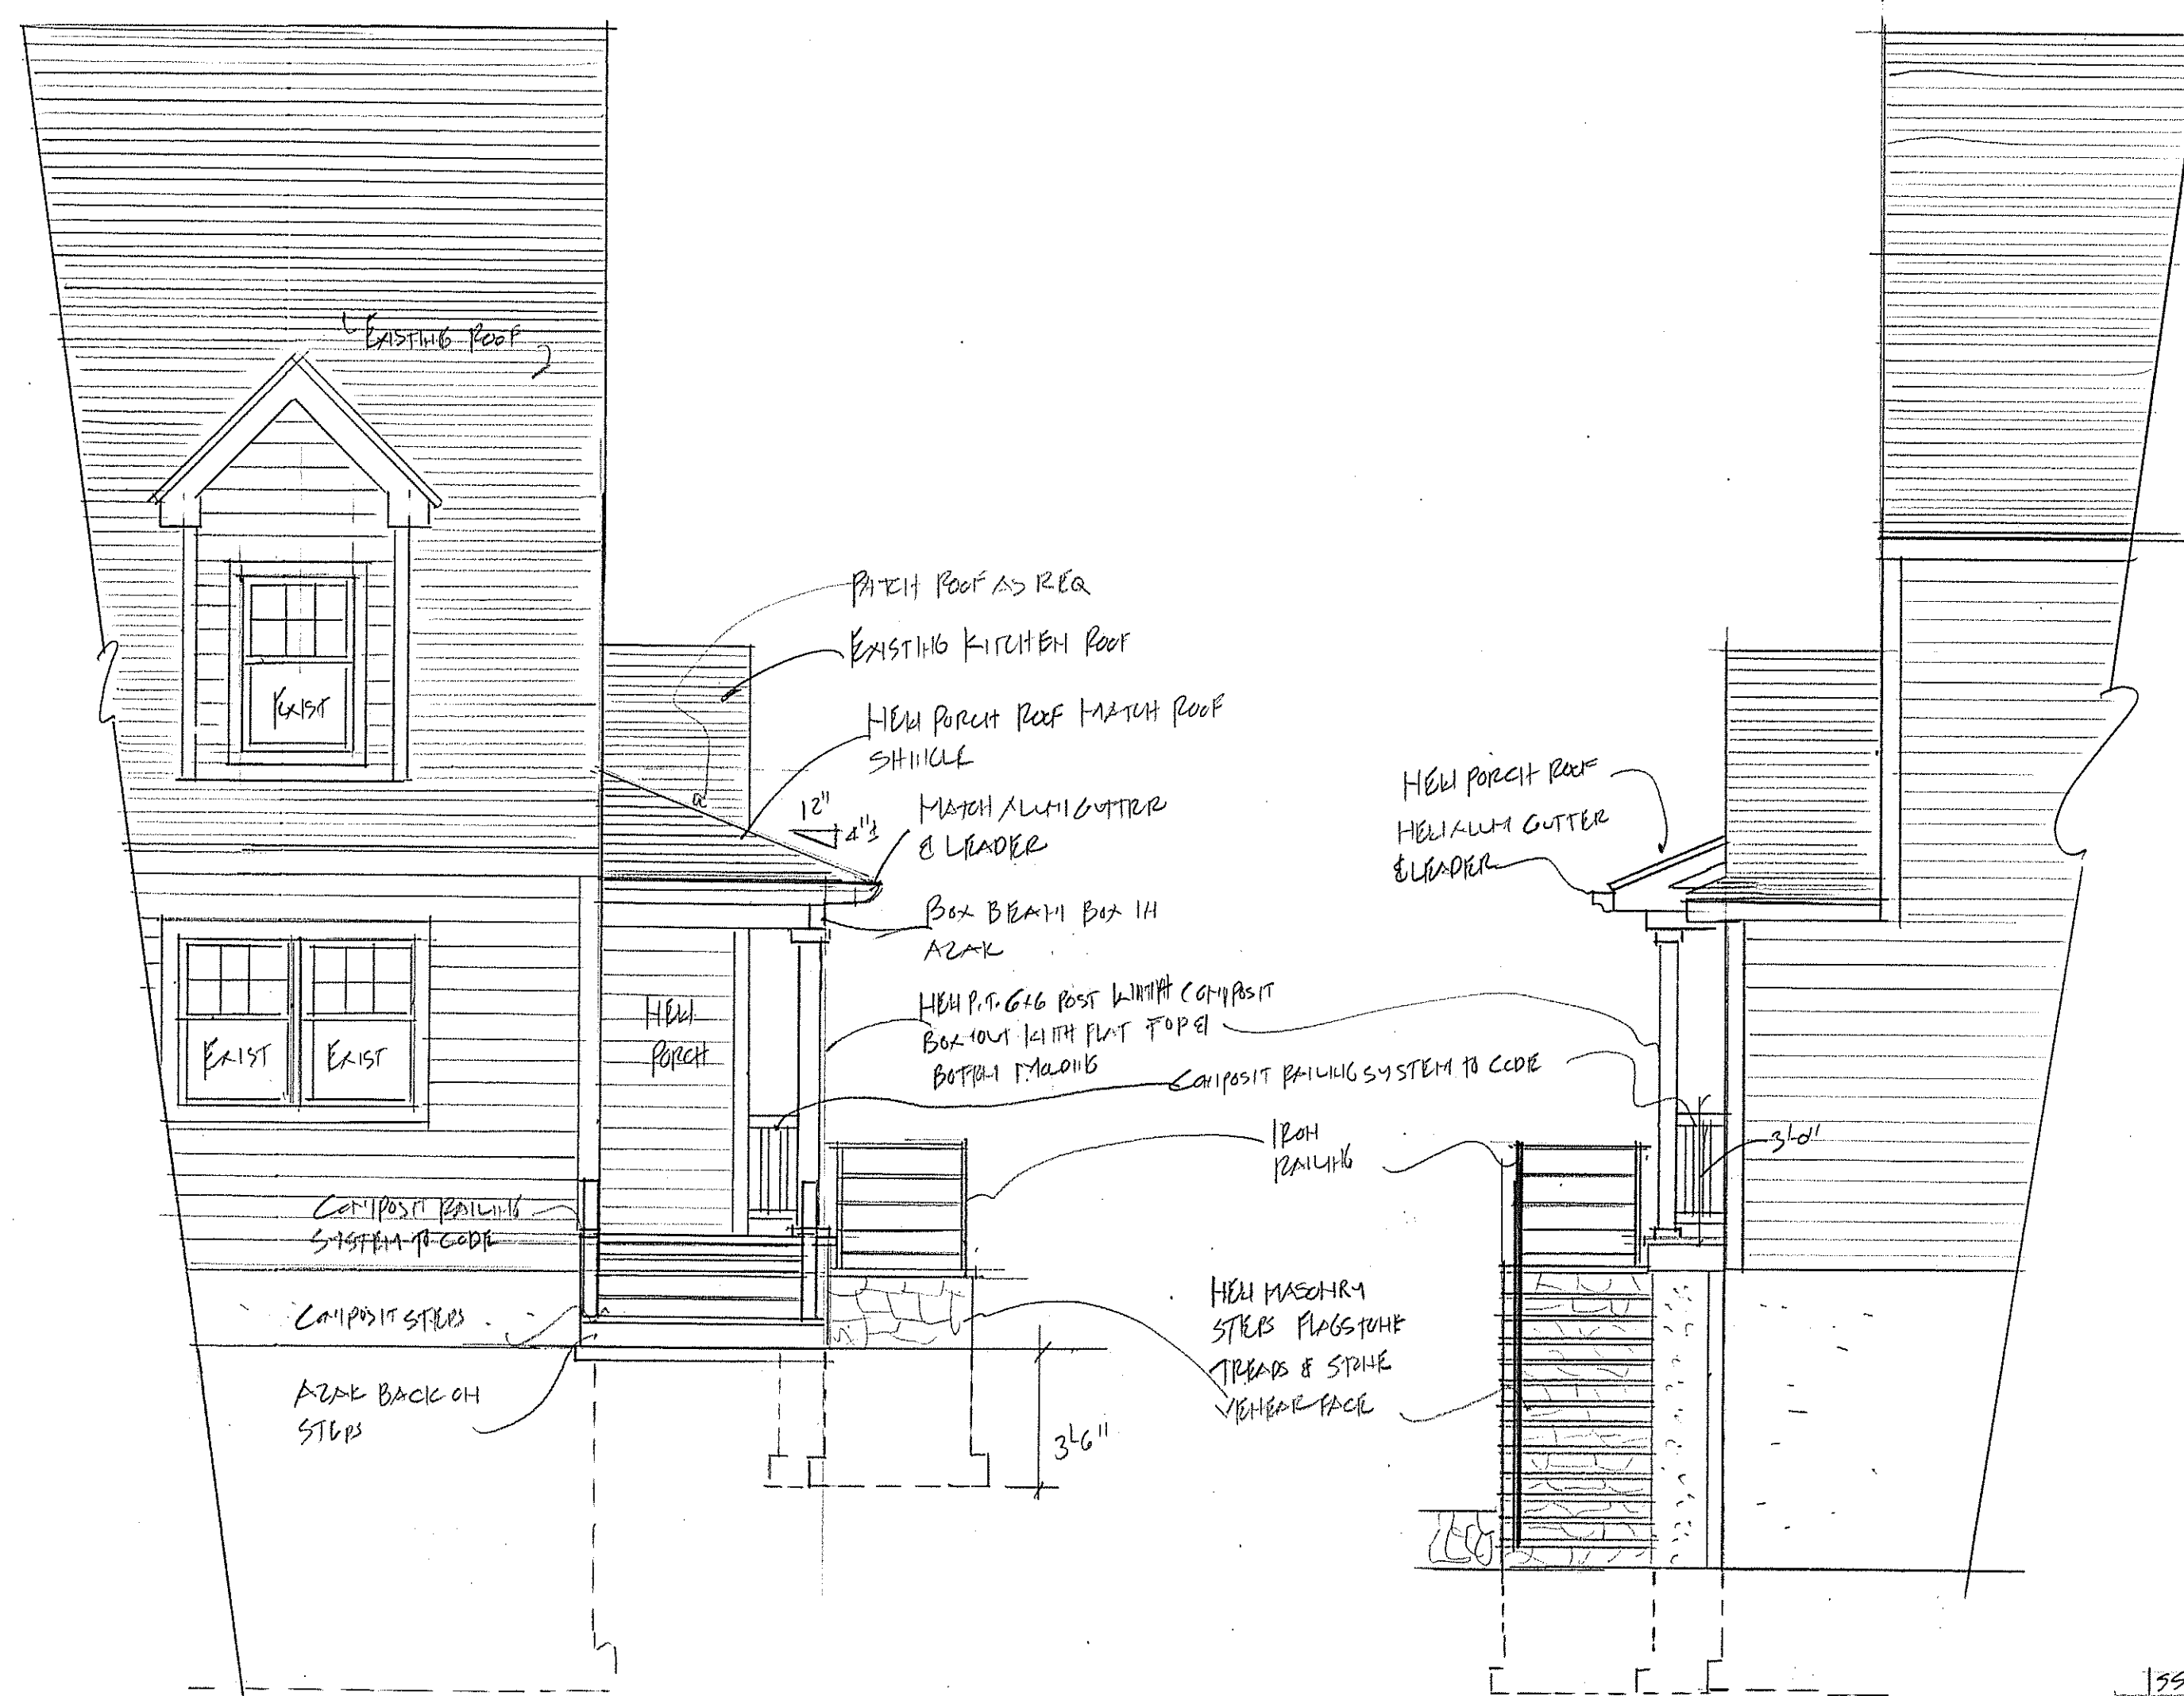 EXISTING ROOF
EXIST
PATCH ROOF AS REQ
EXISTING KITCHEN ROOF
NEW PORCH ROOF MATCH ROOF
SHINGLE
12"
4"±
MATCH ALUM GUTTER
& LEADER
BOX BEAM BOX IN
AZAK
NEW P.T. 6x6 POST WITH COMPOSIT
BOX OUT WITH FLAT TOP &
BOTTOM MOLDING
COMPOSIT RAILING SYSTEM TO CODE
IRON
RAILING
NEW
PORCH
EXIST
EXIST
COMPOSIT RAILING
SYSTEM TO CODE
COMPOSIT STEPS
AZAK BACK ON
STEPS
3'-6"
NEW MASONRY
STEPS FLAGSTONE
TREADS & STONE
VENEAR FACE
NEW PORCH ROOF
NEW ALUM GUTTER
& LEADER
3'-0"